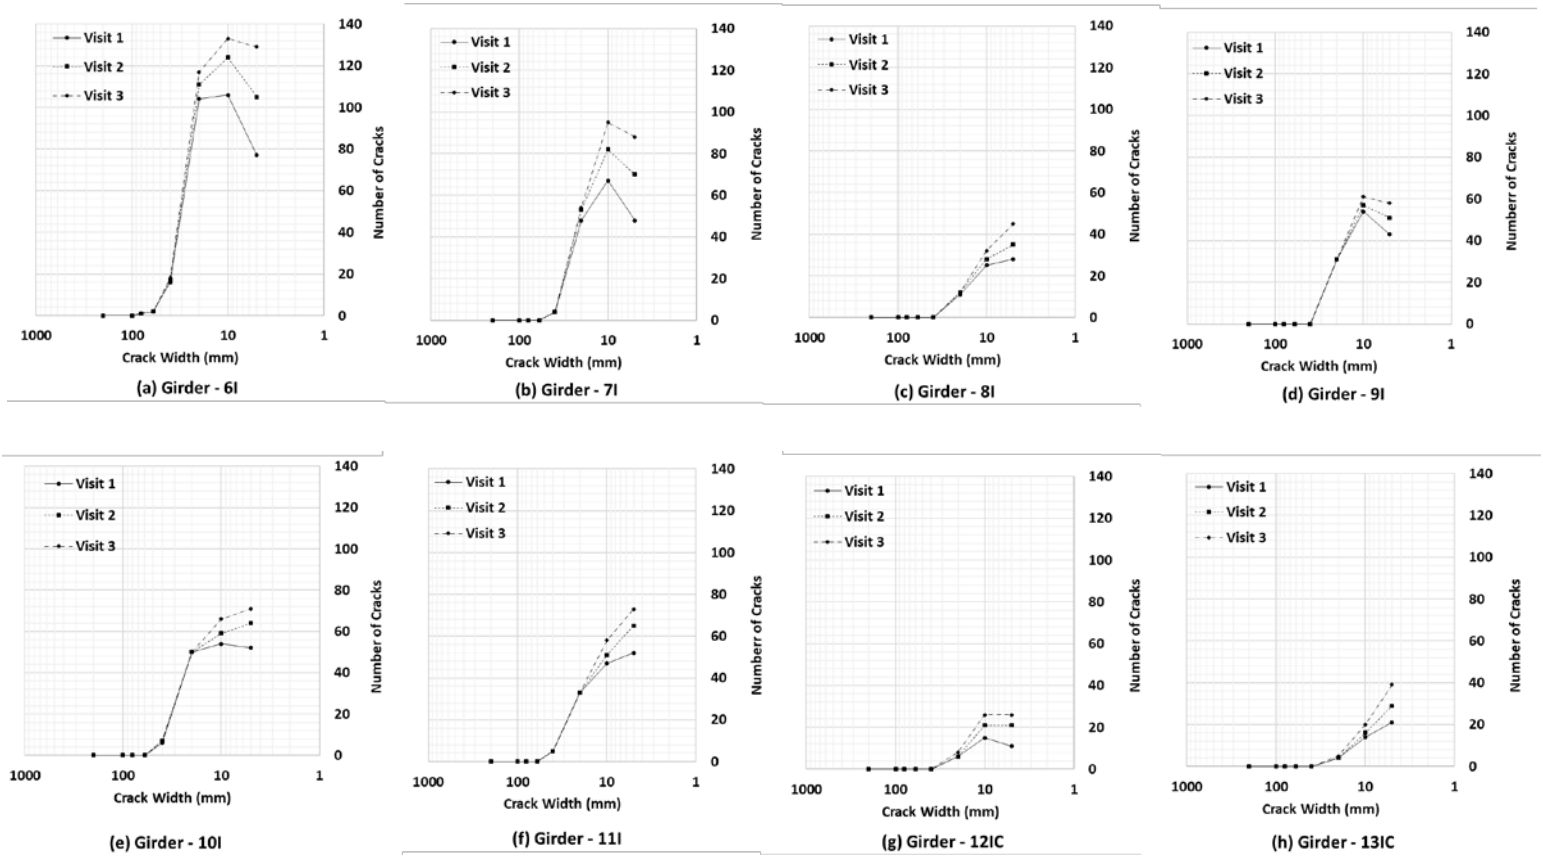 Visit 1
Visit 2
Visit 3
140
120
100
80
60
40
20
0
Number of Cracks
1000 100 10 1
Crack Width (mm)
(a) Girder - 6I
Visit 1
Visit 2
Visit 3
140
120
100
80
60
40
20
0
Number of Cracks
1000 100 10 1
Crack Width (mm)
(b) Girder - 7I
Visit 1
Visit 2
Visit 3
140
120
100
80
60
40
20
0
Number of Cracks
1000 100 10 1
Crack Width (mm)
(c) Girder - 8I
Visit 1
Visit 2
Visit 3
140
120
100
80
60
40
20
0
Numberr of Cracks
1000 100 10 1
Crack Width (mm)
(d) Girder - 9I
Visit 1
Visit 2
Visit 3
140
120
100
80
60
40
20
0
Number of Cracks
1000 100 10 1
Crack Width (mm)
(e) Girder - 10I
Visit 1
Visit 2
Visit 3
140
120
100
80
60
40
20
0
Numberr of Cracks
1000 100 10 1
Crack Width (mm)
(f) Girder - 11I
Visit 1
Visit 2
Visit 3
140
120
100
80
60
40
20
0
Number of Cracks
1000 100 10 1
Crack Width (mm)
(g) Girder - 12IC
Visit 1
Visit 2
Visit 3
140
120
100
80
60
40
20
0
Numberr of Cracks
1000 100 10 1
Crack Width (mm)
(h) Girder - 13IC